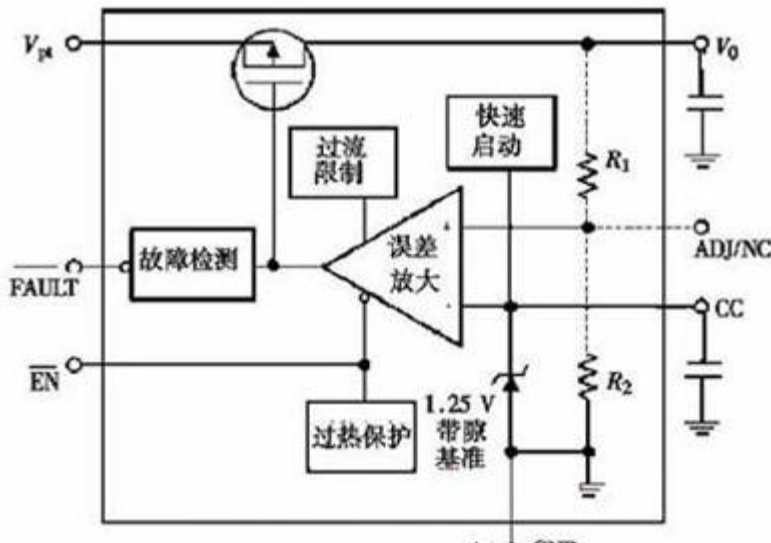 Vpt
V0
快速
启动
过流
限制
R1
误差
放大
ADJ/NC
故障检测
FAULT
CC
EN
1.25 V
带隙
基准
R2
过热保护